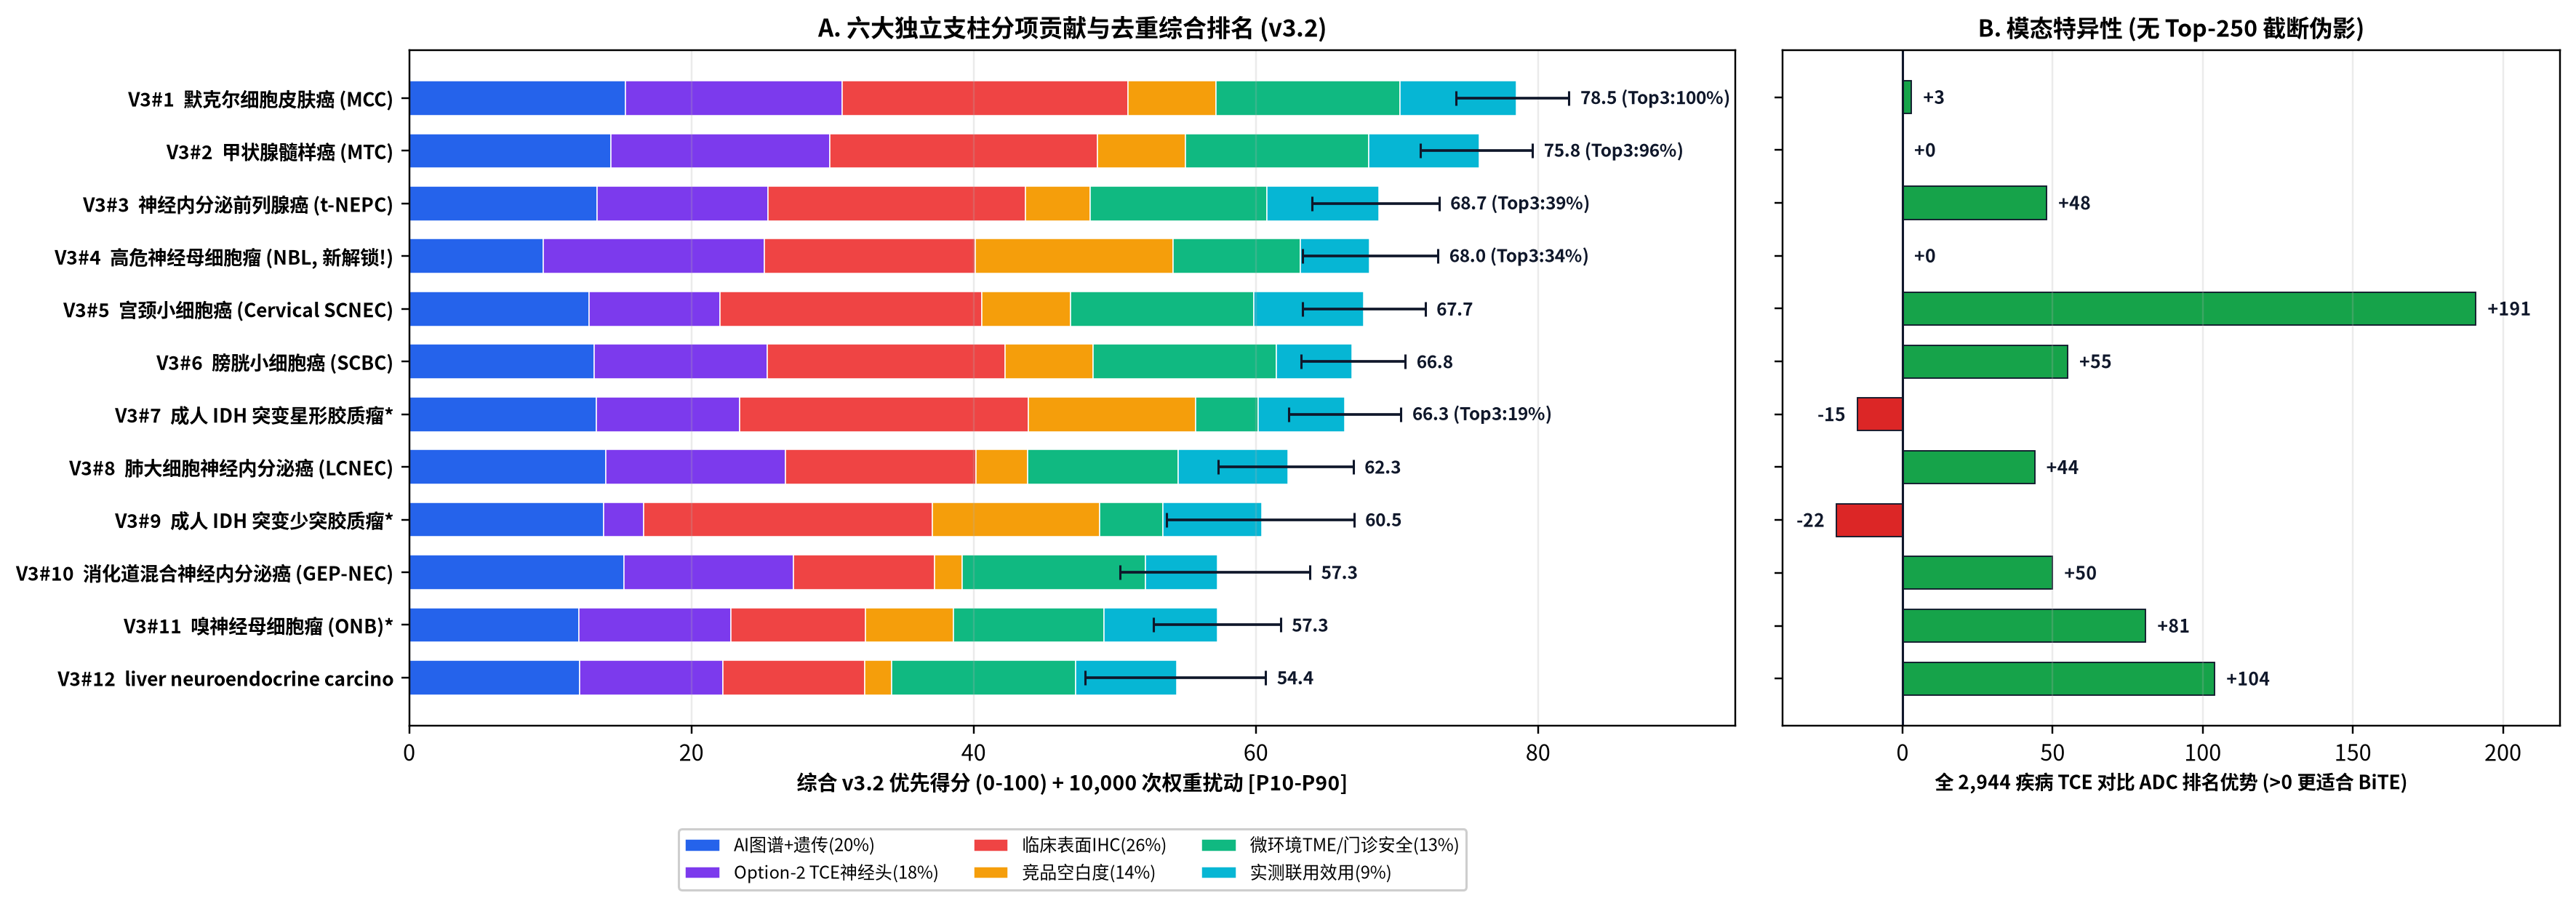 A. 六大独立支柱分项贡献与去重综合排名 (v3.2)
V3#1 默克尔细胞皮肤癌 (MCC)
78.5 (Top3:100%)
V3#2 甲状腺髓样癌 (MTC)
75.8 (Top3:96%)
V3#3 神经内分泌前列腺癌 (t-NEPC)
68.7 (Top3:39%)
V3#4 高危神经母细胞瘤 (NBL, 新解锁!)
68.0 (Top3:34%)
V3#5 宫颈小细胞癌 (Cervical SCNEC)
67.7
V3#6 膀胱小细胞癌 (SCBC)
66.8
V3#7 成人 IDH 突变星形胶质瘤*
66.3 (Top3:19%)
V3#8 肺大细胞神经内分泌癌 (LCNEC)
62.3
V3#9 成人 IDH 突变少突胶质瘤*
60.5
V3#10 消化道混合神经内分泌癌 (GEP-NEC)
57.3
V3#11 嗅神经母细胞瘤 (ONB)*
57.3
V3#12 liver neuroendocrine carcino
54.4
0 20 40 60 80
综合 v3.2 优先得分 (0-100) + 10,000 次权重扰动 [P10-P90]
AI图谱+遗传(20%)
Option-2 TCE神经头(18%)
临床表面IHC(26%)
竞品空白度(14%)
微环境TME/门诊安全(13%)
实测联用效用(9%)
B. 模态特异性 (无 Top-250 截断伪影)
+3
+0
+48
+0
+191
+55
-15
+44
-22
+50
+81
+104
0 50 100 150 200
全 2,944 疾病 TCE 对比 ADC 排名优势 (>0 更适合 BiTE)